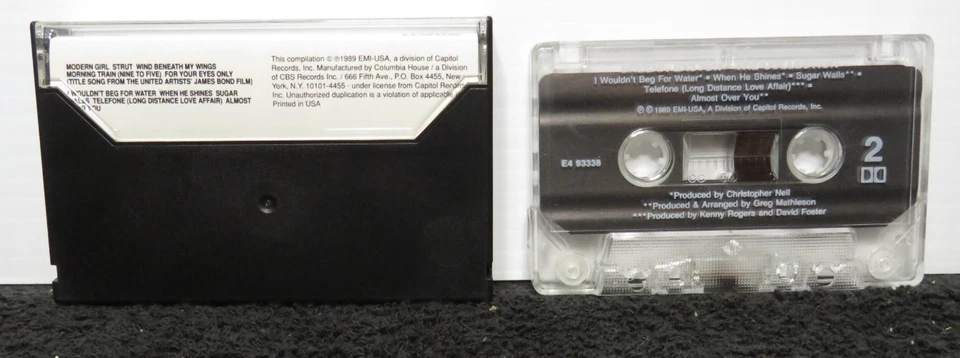 MODERN GIRL STRUT WIND BENEATH MY WINGS
MORNING TRAIN (NINE TO FIVE) FOR YOUR EYES ONLY
(TITLE SONG FROM THE UNITED ARTISTS' JAMES BOND FILM)
WOULDN'T BEG FOR WATER WHEN HE SHINES SUGAR
TELEFONE (LONG DISTANCE LOVE AFFAIR) ALMOST
YOU
This compilation © ℗1989 EMI-USA, a division of Capitol
Records, Inc. Manufactured by Columbia House / a Division
of CBS Records Inc. / 666 Fifth Ave., P.O. Box 4455, New
York, N.Y. 10101-4455 - under license from Capitol Records
Inc. Unauthorized duplication is a violation of applicable
Printed in USA
I Wouldn't Beg For Water* ▪ When He Shines* ▪ Sugar Walls** ▪
Telefone (Long Distance Love Affair)*** ▪
Almost Over You**
℗ © 1989 EMI-USA, A Division of Capitol Records, Inc.
E4 93338
2
*Produced by Christopher Neil
**Produced & Arranged by Greg Mathieson
***Produced by Kenny Rogers and David Foster